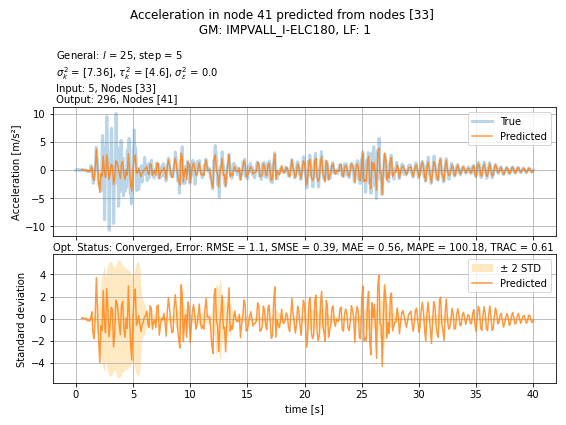 Acceleration in node 41 predicted from nodes [33]
GM: IMPVALL_I-ELC180, LF: 1
General: l = 25, step = 5
σ²ₖ = [7.36], τ²ₖ = [4.6], σ²ε = 0.0
Input: 5, Nodes [33]
Output: 296, Nodes [41]
Acceleration [m/s²]
10
5
0
−5
−10
True
Predicted
Opt. Status: Converged, Error: RMSE = 1.1, SMSE = 0.39, MAE = 0.56, MAPE = 100.18, TRAC = 0.61
Standard deviation
4
2
0
−2
−4
± 2 STD
Predicted
0 5 10 15 20 25 30 35 40
time [s]